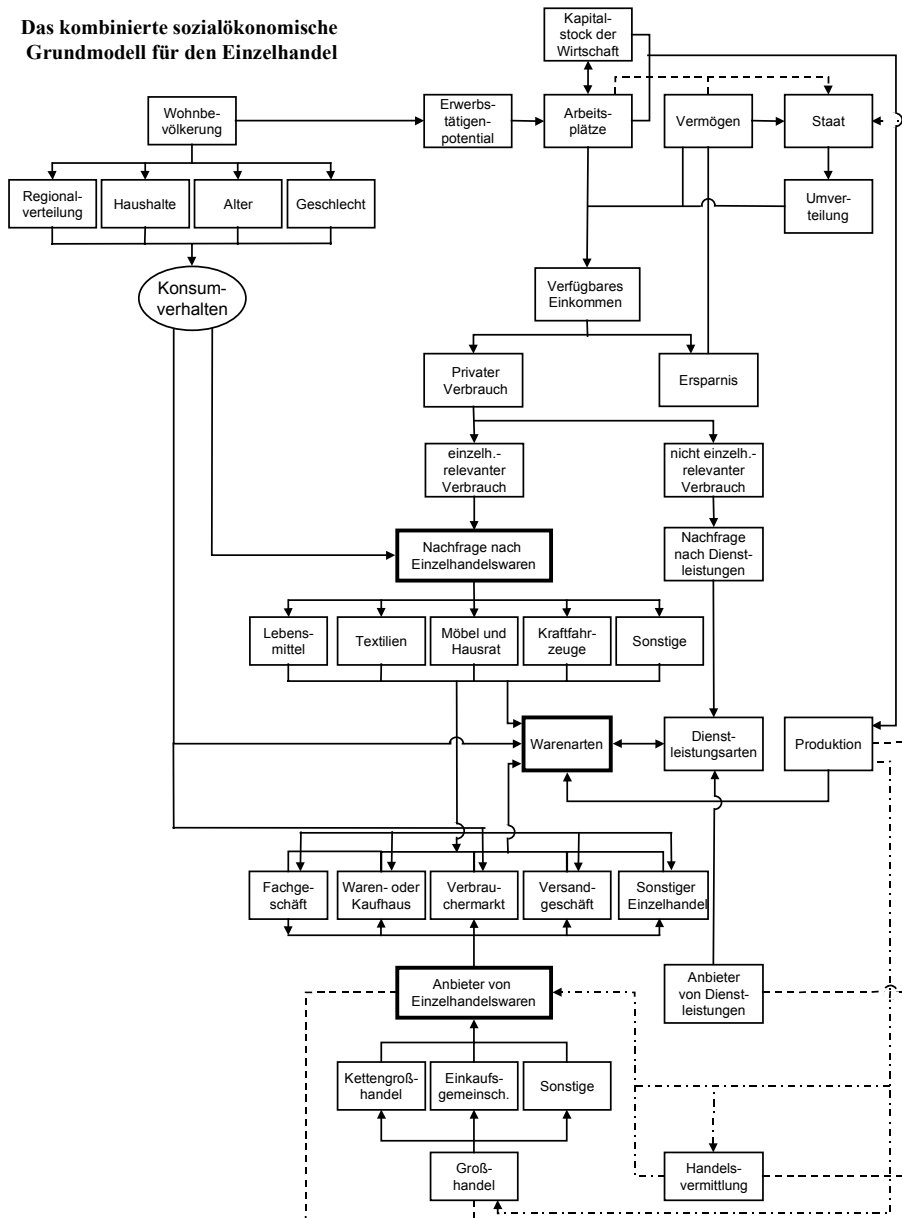 Das kombinierte sozialökonomische
Grundmodell für den Einzelhandel
Kapital-
stock der
Wirtschaft
Wohnbe-
völkerung
Erwerbs-
tätigen-
potential
Arbeits-
plätze
Vermögen
Staat
Regional-
verteilung
Haushalte
Alter
Geschlecht
Umver-
teilung
Konsum-
verhalten
Verfügbares
Einkommen
Privater
Verbrauch
Ersparnis
einzelh.-
relevanter
Verbrauch
nicht einzelh.-
relevanter
Verbrauch
Nachfrage nach
Einzelhandelswaren
Nachfrage
nach Dienst-
leistungen
Lebens-
mittel
Textilien
Möbel und
Hausrat
Kraftfahr-
zeuge
Sonstige
Warenarten
Dienst-
leistungsarten
Produktion
Fachge-
schäft
Waren- oder
Kaufhaus
Verbrau-
chermarkt
Versand-
geschäft
Sonstiger
Einzelhandel
Anbieter von
Einzelhandelswaren
Anbieter
von Dienst-
leistungen
Kettengroß-
handel
Einkaufs-
gemeinsch.
Sonstige
Groß-
handel
Handels-
vermittlung